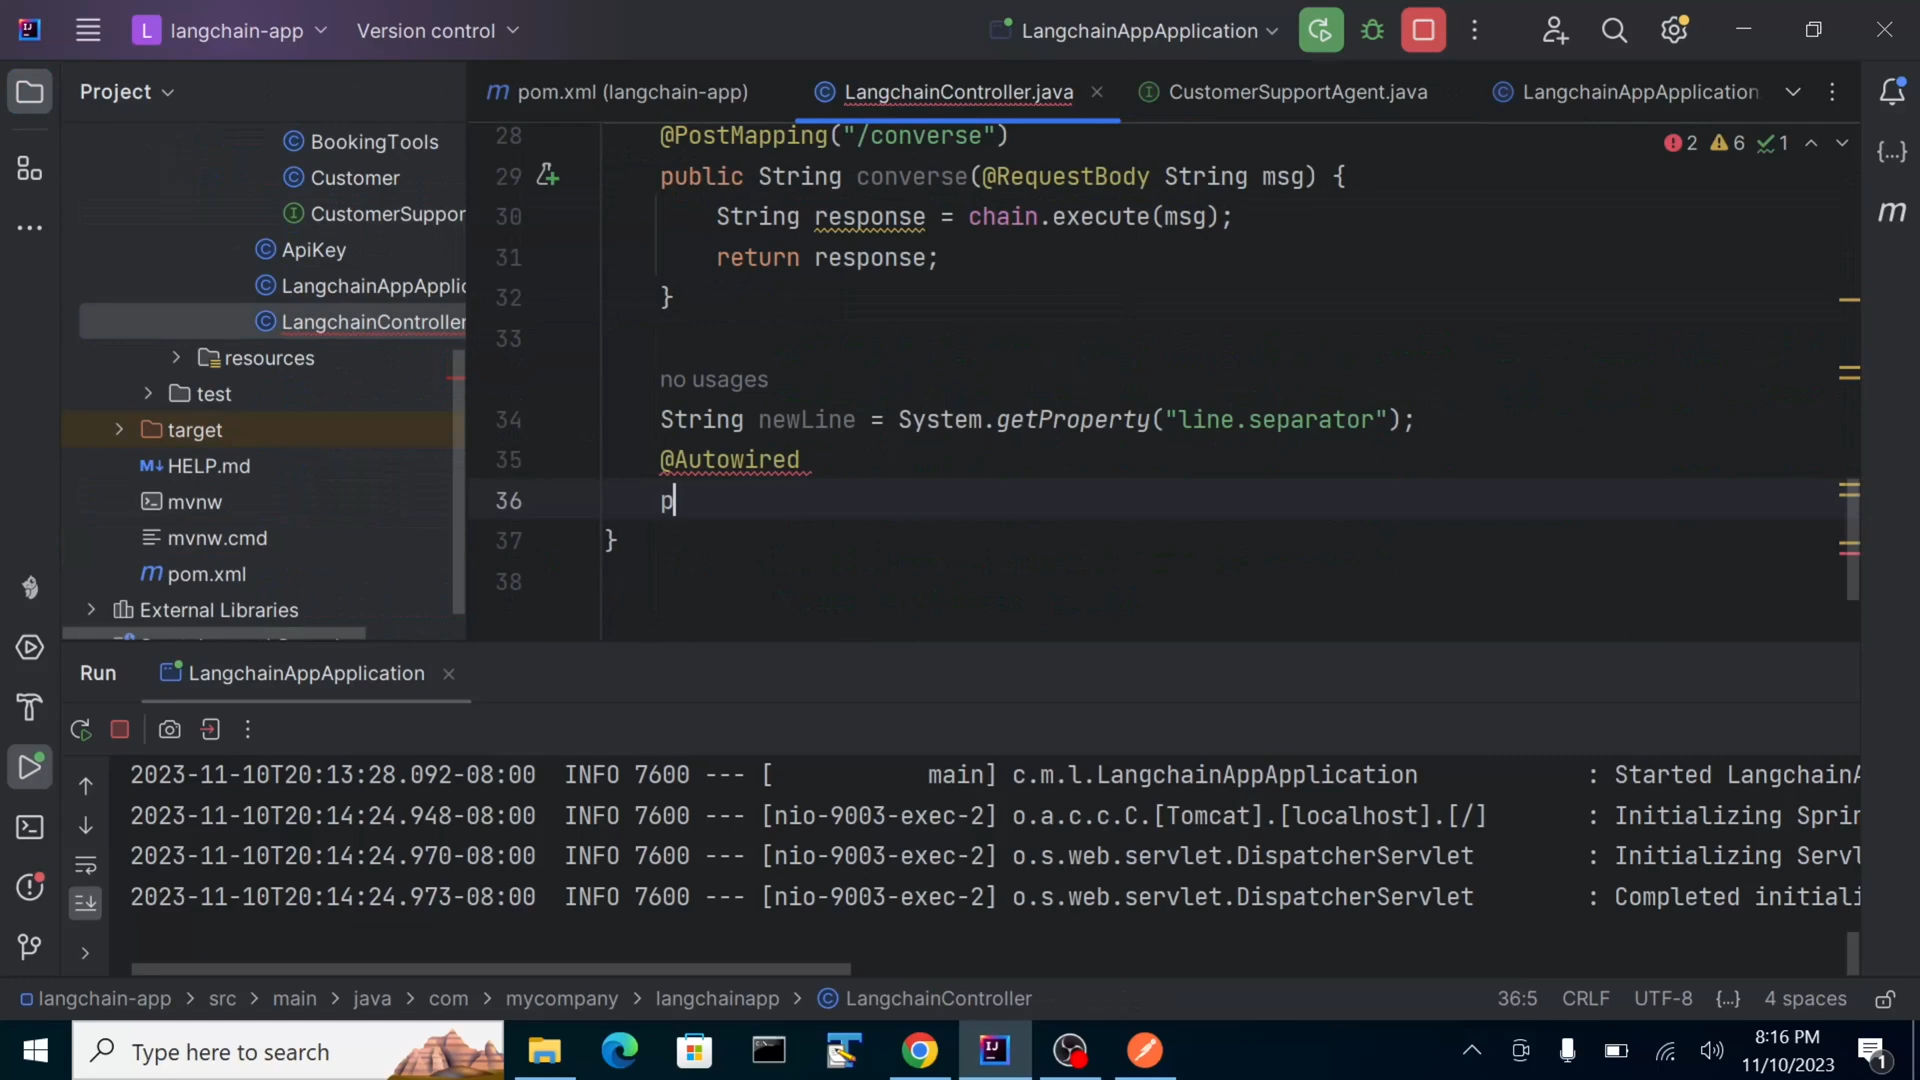 L langchain-app Version control LangchainAppApplication
Project
pom.xml (langchain-app) LangchainController.java CustomerSupportAgent.java LangchainAppApplication
BookingTools
Customer
CustomerSuppor
ApiKey
LangchainAppApplic
LangchainController
resources
test
target
HELP.md
mvnw
mvnw.cmd
pom.xml
External Libraries
2 6 1
28 @PostMapping("/converse")
29 public String converse(@RequestBody String msg) {
30 String response = chain.execute(msg);
31 return response;
32 }
33
no usages
34 String newLine = System.getProperty("line.separator");
35 @Autowired
36 p
37 }
38
Run LangchainAppApplication
2023-11-10T20:13:28.092-08:00 INFO 7600 --- [ main] c.m.l.LangchainAppApplication : Started LangchainA
2023-11-10T20:14:24.948-08:00 INFO 7600 --- [nio-9003-exec-2] o.a.c.c.C.[Tomcat].[localhost].[/] : Initializing Sprin
2023-11-10T20:14:24.970-08:00 INFO 7600 --- [nio-9003-exec-2] o.s.web.servlet.DispatcherServlet : Initializing Servl
2023-11-10T20:14:24.973-08:00 INFO 7600 --- [nio-9003-exec-2] o.s.web.servlet.DispatcherServlet : Completed initiali
langchain-app > src > main > java > com > mycompany > langchainapp > LangchainController 36:5 CRLF UTF-8 {...} 4 spaces
Type here to search
8:16 PM
11/10/2023
1